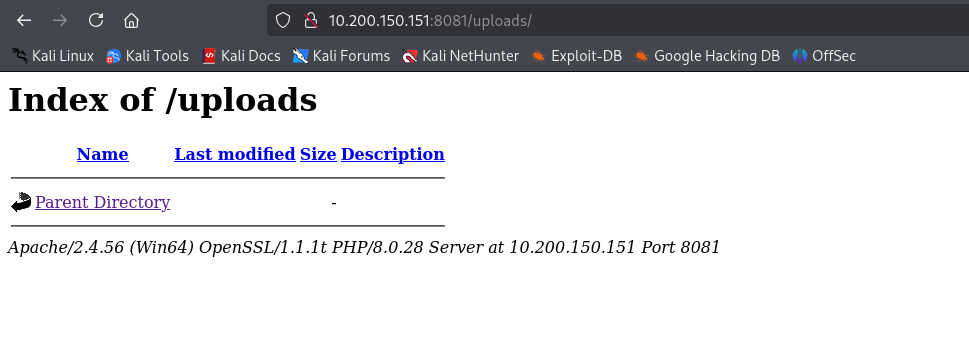 10.200.150.151:8081/uploads/
Kali Linux Kali Tools Kali Docs Kali Forums Kali NetHunter Exploit-DB Google Hacking DB OffSec
Index of /uploads
Name Last modified Size Description
Parent Directory -
Apache/2.4.56 (Win64) OpenSSL/1.1.1t PHP/8.0.28 Server at 10.200.150.151 Port 8081